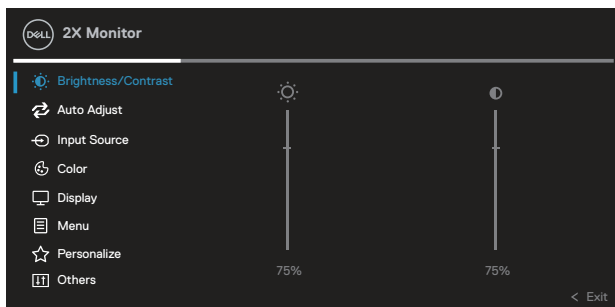 DELL 2X Monitor
Brightness/Contrast
Auto Adjust
Input Source
Color
Display
Menu
Personalize
Others
75% 75%
< Exit